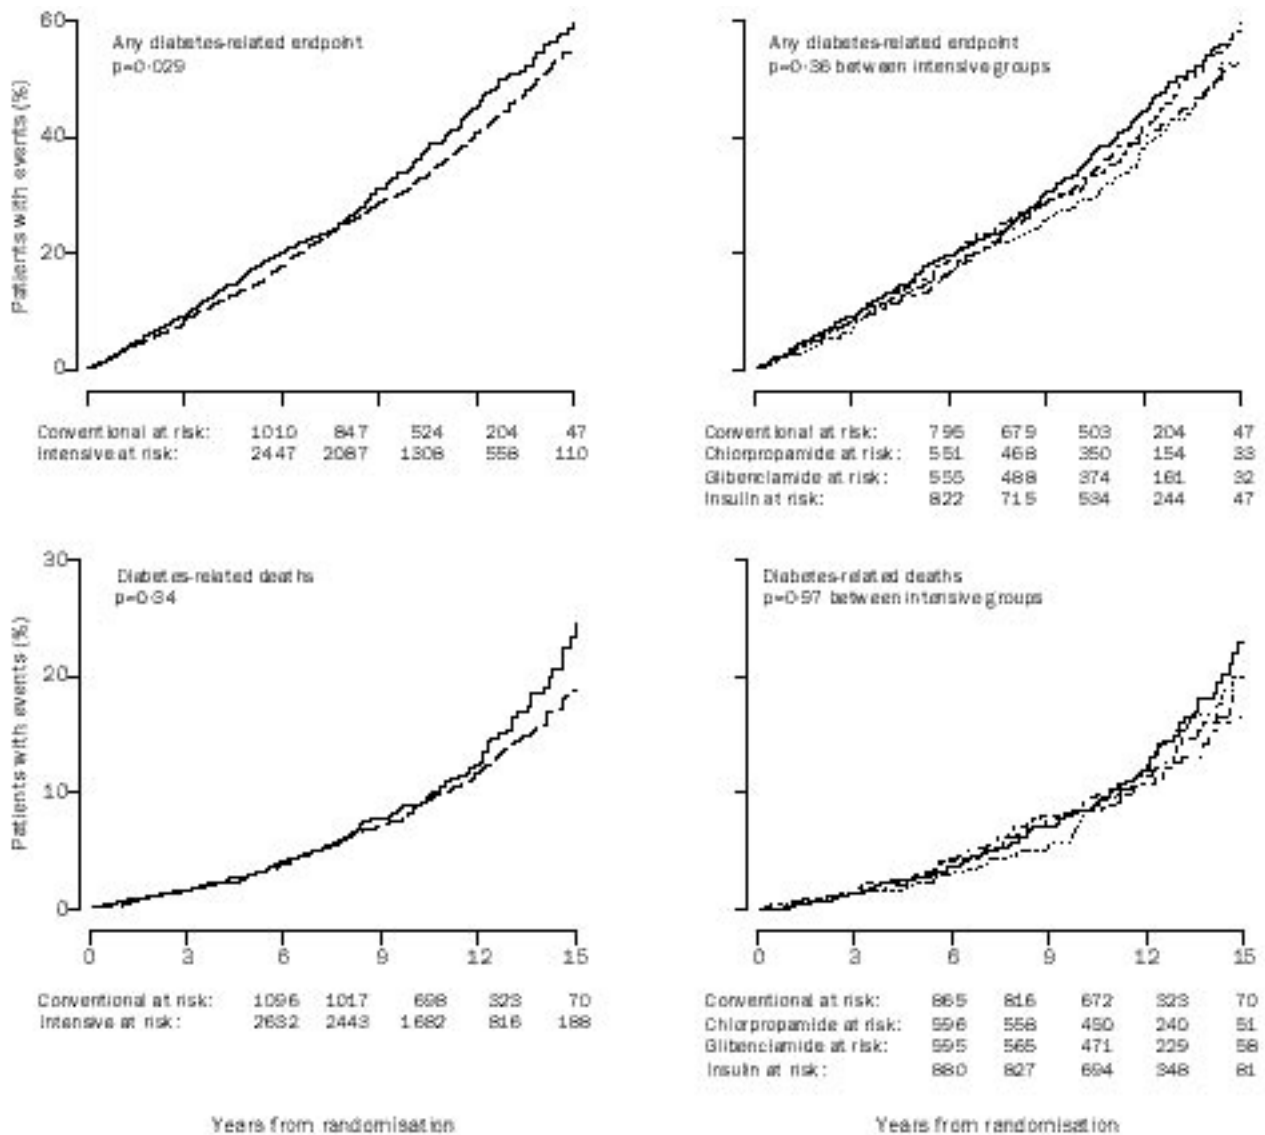 60
40
20
0
Patients with events (%)
Any diabetes-related endpoint
p=0·029
Conventional at risk: 1010 847 524 204 47
Intensive at risk: 2447 2087 1308 558 110
Any diabetes-related endpoint
p=0·36 between intensive groups
Conventional at risk: 795 679 503 204 47
Chlorpropamide at risk: 551 468 350 154 33
Glibenclamide at risk: 555 488 374 161 32
Insulin at risk: 822 715 534 244 47
30
20
10
0
Patients with events (%)
Diabetes-related deaths
p=0·34
0 3 6 9 12 15
Conventional at risk: 1096 1017 698 323 70
Intensive at risk: 2632 2443 1682 816 188
Years from randomisation
Diabetes-related deaths
p=0·97 between intensive groups
0 3 6 9 12 15
Conventional at risk: 865 816 672 323 70
Chlorpropamide at risk: 596 558 450 240 51
Glibenclamide at risk: 595 565 471 229 58
Insulin at risk: 880 827 694 348 81
Years from randomisation